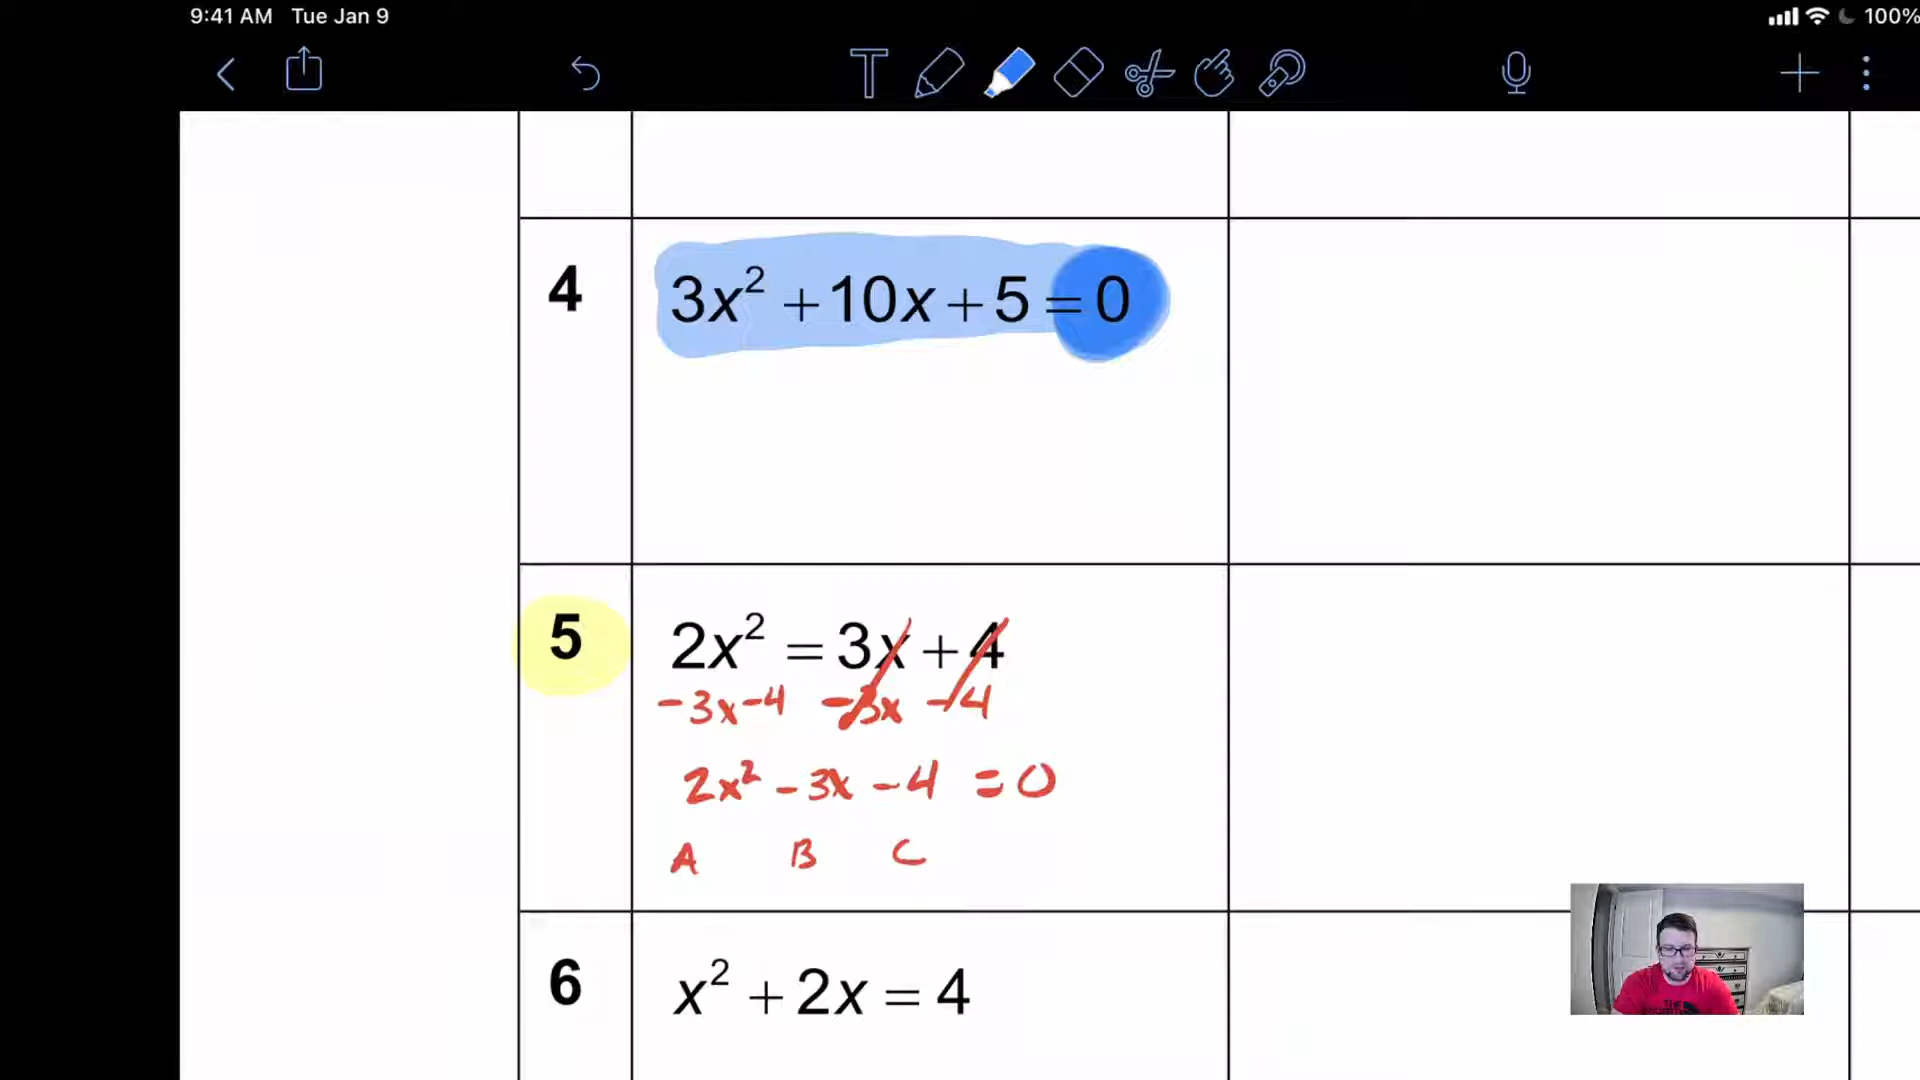 9:41 AM Tue Jan 9 100%
4 3x² + 10x + 5 = 0
5 2x² = 3x + 4
-3x-4 -3x -4
2x² - 3x - 4 = 0
A B C
6 x² + 2x = 4
THE